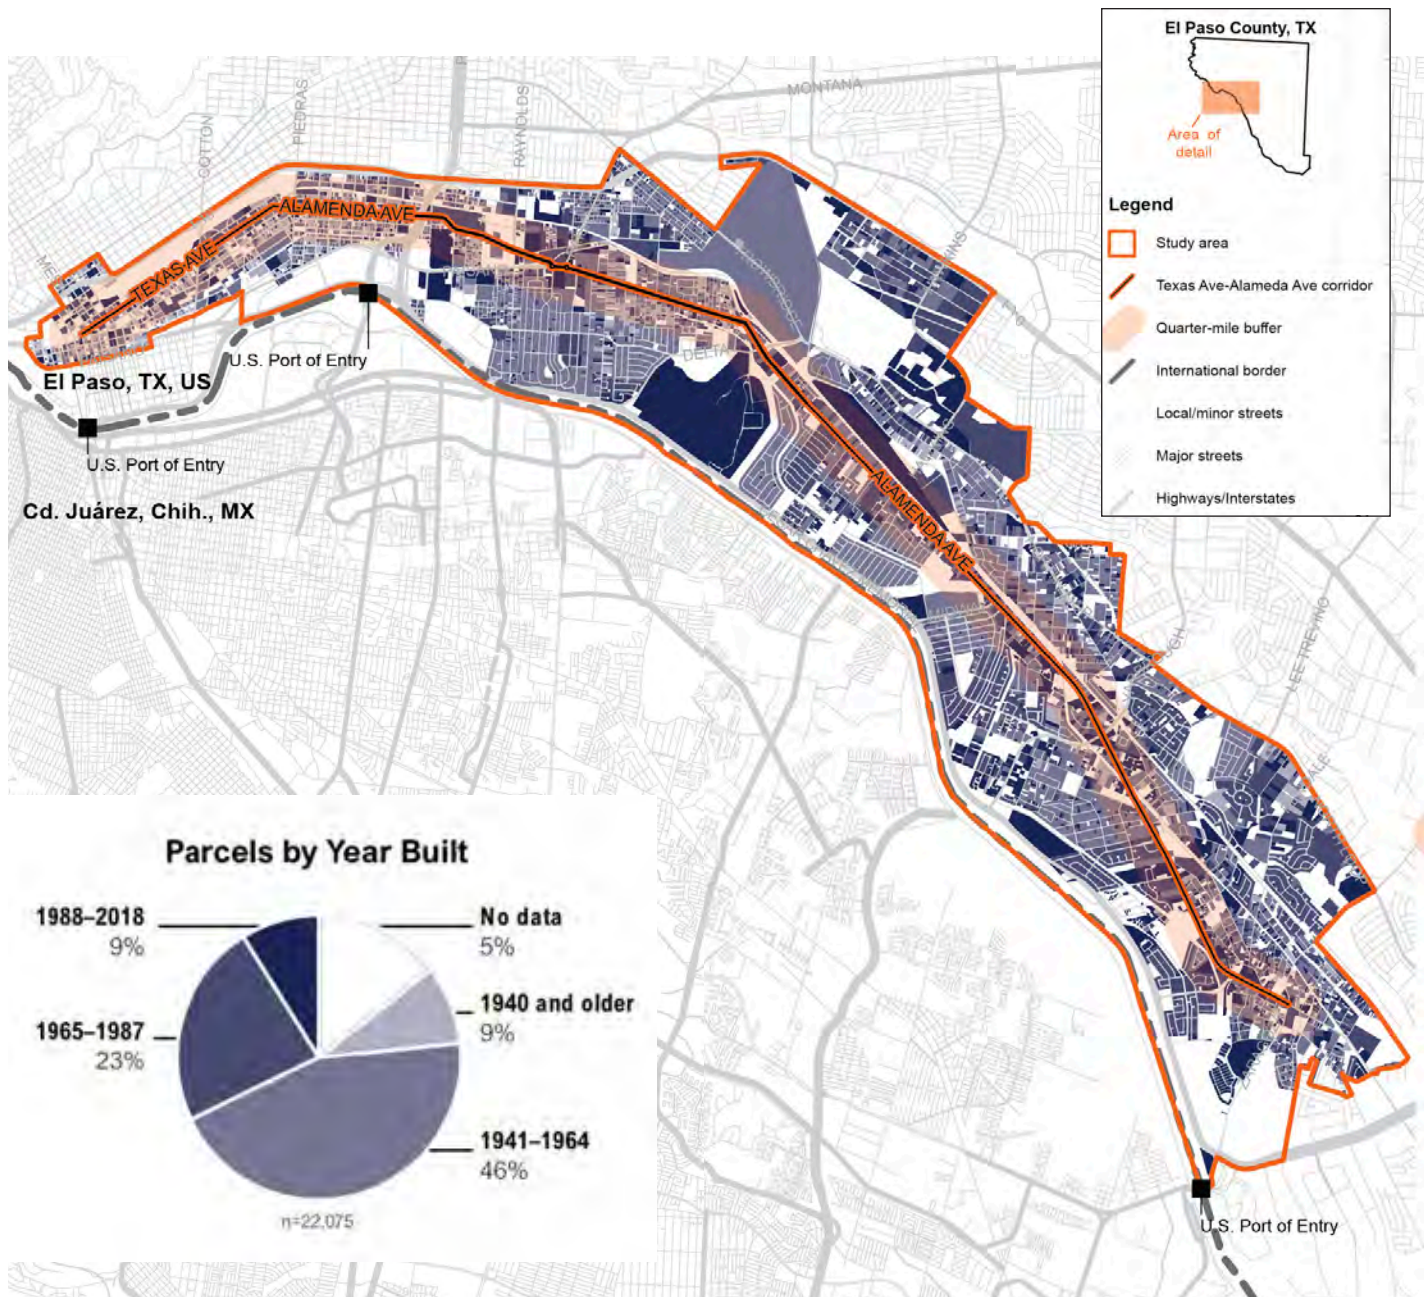 El Paso County, TX
Area of
detail
Legend
Study area
Texas Ave-Alameda Ave corridor
Quarter-mile buffer
International border
Local/minor streets
Major streets
Highways/Interstates
MONTANA
PIEDRAS
COTTON
RAYNOLDS
ALAMENDA AVE
TEXAS AVE
DELTA
U.S. Port of Entry
El Paso, TX, US
U.S. Port of Entry
Cd. Juárez, Chih., MX
ALAMENDA AVE
MIDWAY
LEE TREVINO
Parcels by Year Built
1988–2018
9%
No data
5%
1940 and older
9%
1965–1987
23%
1941–1964
46%
n=22,075
U.S. Port of Entry